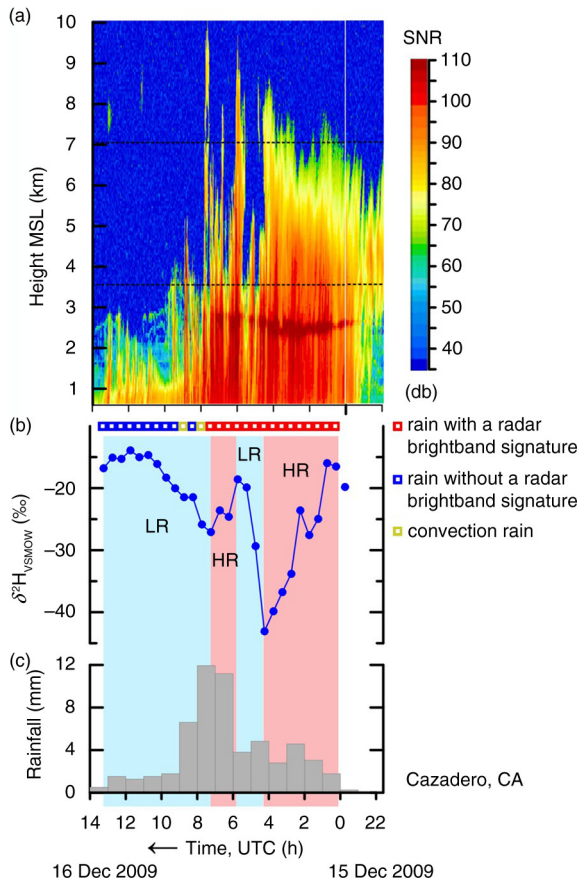 (a)
SNR
Height MSL (km)
10
9
8
7
6
5
4
3
2
1
110
100
90
80
70
60
50
40
(db)
(b)
δ²H VSMOW (‰)
−20
−30
−40
LR
HR
LR
HR
rain with a radar
brightband signature
rain without a radar
brightband signature
convection rain
(c)
Rainfall (mm)
12
8
4
0
Cazadero, CA
14 12 10 8 6 4 2 0 22
← Time, UTC (h)
16 Dec 2009 15 Dec 2009